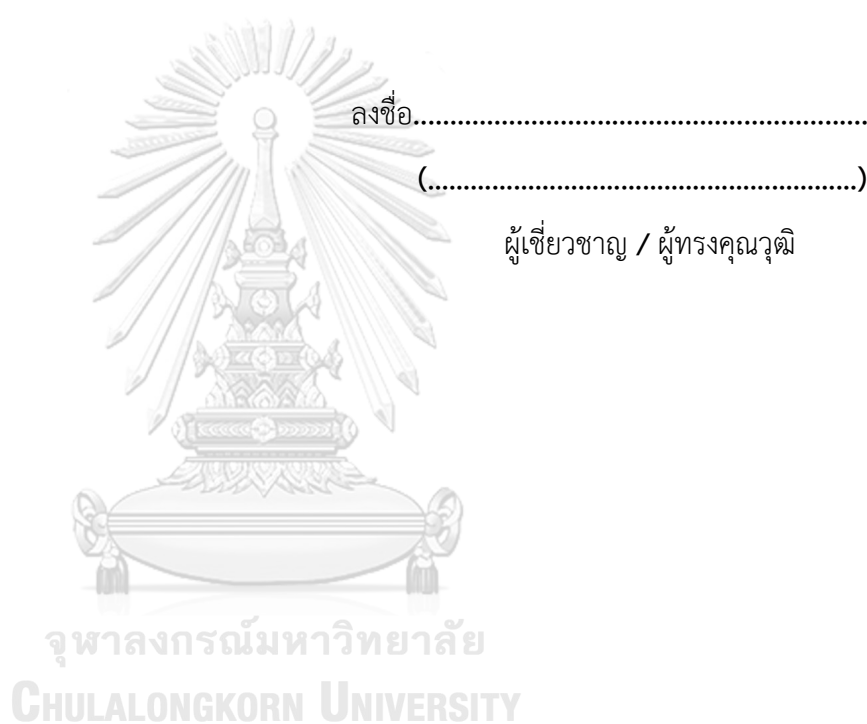 ลงชื่อ..............................................................
(...........................................................)
ผู้เชี่ยวชาญ / ผู้ทรงคุณวุฒิ
จุฬาลงกรณ์มหาวิทยาลัย
CHULALONGKORN UNIVERSITY